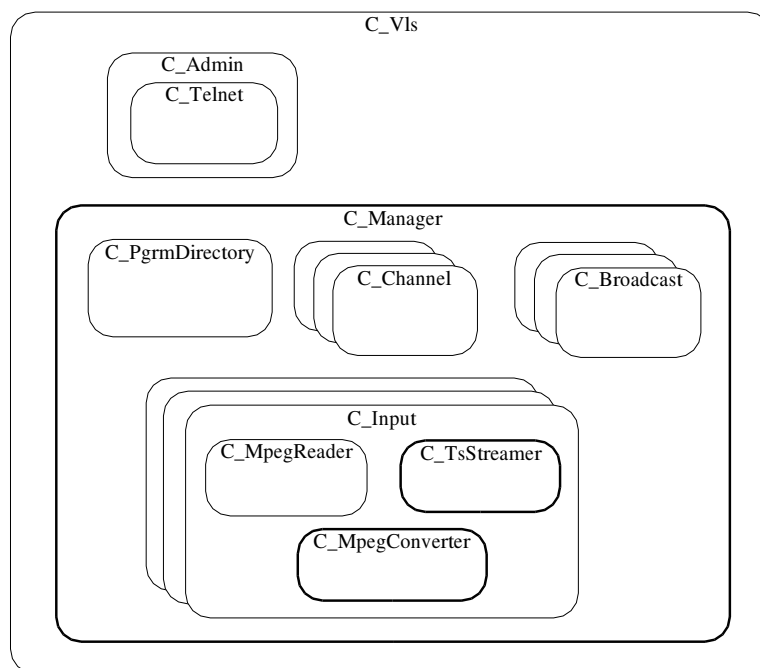 C_Vls
C_Admin
C_Telnet
C_Manager
C_PgrmDirectory
C_Channel
C_Broadcast
C_Input
C_MpegReader
C_TsStreamer
C_MpegConverter